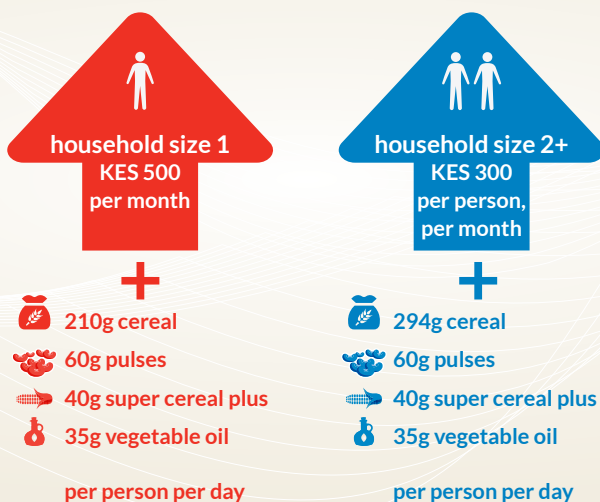 household size 1
KES 500
per month
210g cereal
60g pulses
40g super cereal plus
35g vegetable oil
per person per day
household size 2+
KES 300
per person,
per month
294g cereal
60g pulses
40g super cereal plus
35g vegetable oil
per person per day